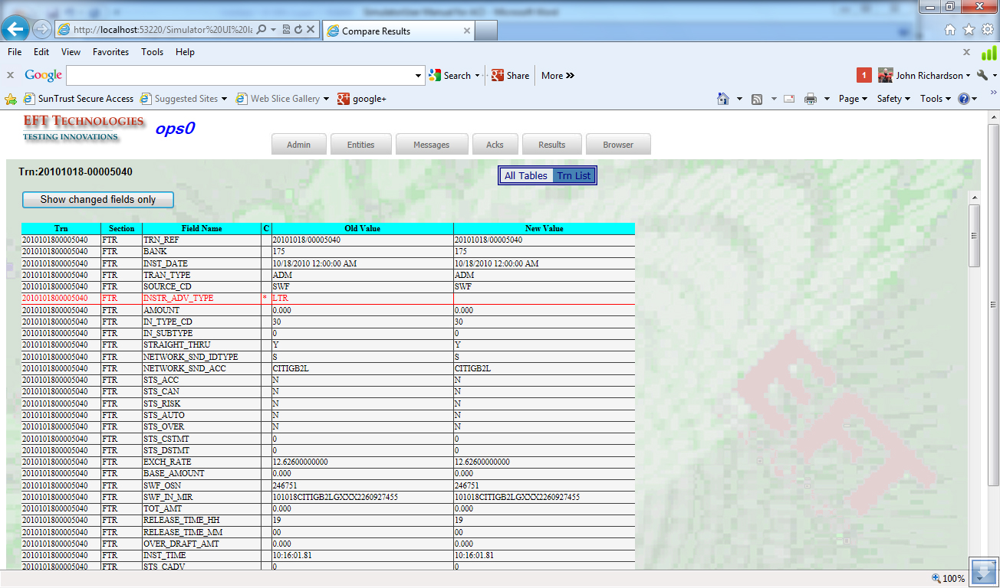 SimulatorUser Manual for ACI - Microsoft Word
http://localhost:53220/Simulator%20UI%20la
Compare Results
File Edit View Favorites Tools Help
x Google Search Share More »
1 John Richardson
SunTrust Secure Access Suggested Sites Web Slice Gallery google+
Page Safety Tools
EFT TECHNOLOGIES
TESTING INNOVATIONS
ops0
Admin Entities Messages Acks Results Browser
Trn:20101018-00005040
All Tables Trn List
Show changed fields only
Trn Section Field Name C Old Value New Value
2010101800005040 FTR TRN_REF 20101018/00005040 20101018/00005040
2010101800005040 FTR BANK 175 175
2010101800005040 FTR INST_DATE 10/18/2010 12:00:00 AM 10/18/2010 12:00:00 AM
2010101800005040 FTR TRAN_TYPE ADM ADM
2010101800005040 FTR SOURCE_CD SWF SWF
2010101800005040 FTR INSTR_ADV_TYPE * LTR
2010101800005040 FTR AMOUNT 0.000 0.000
2010101800005040 FTR IN_TYPE_CD 30 30
2010101800005040 FTR IN_SUBTYPE 0 0
2010101800005040 FTR STRAIGHT_THRU Y Y
2010101800005040 FTR NETWORK_SND_IDTYPE S S
2010101800005040 FTR NETWORK_SND_ACC CITIGB2L CITIGB2L
2010101800005040 FTR STS_ACC N N
2010101800005040 FTR STS_CAN N N
2010101800005040 FTR STS_RISK N N
2010101800005040 FTR STS_AUTO N N
2010101800005040 FTR STS_OVER N N
2010101800005040 FTR STS_CSTMT 0 0
2010101800005040 FTR STS_DSTMT 0 0
2010101800005040 FTR EXCH_RATE 12.62600000000 12.62600000000
2010101800005040 FTR BASE_AMOUNT 0.000 0.000
2010101800005040 FTR SWF_OSN 246751 246751
2010101800005040 FTR SWF_IN_MIR 101018CITIGB2LGXXX2260927455 101018CITIGB2LGXXX2260927455
2010101800005040 FTR TOT_AMT 0.000 0.000
2010101800005040 FTR RELEASE_TIME_HH 19 19
2010101800005040 FTR RELEASE_TIME_MM 00 00
2010101800005040 FTR OVER_DRAFT_AMT 0.000 0.000
2010101800005040 FTR INST_TIME 10:16:01.81 10:16:01.81
2010101800005040 FTR STS_CADV 0 0
EFT
100%